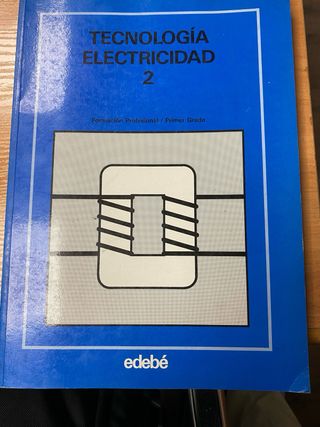 TECNOLOGÍA
ELECTRICIDAD
2
Formación Profesional / Primer Grado
edebé